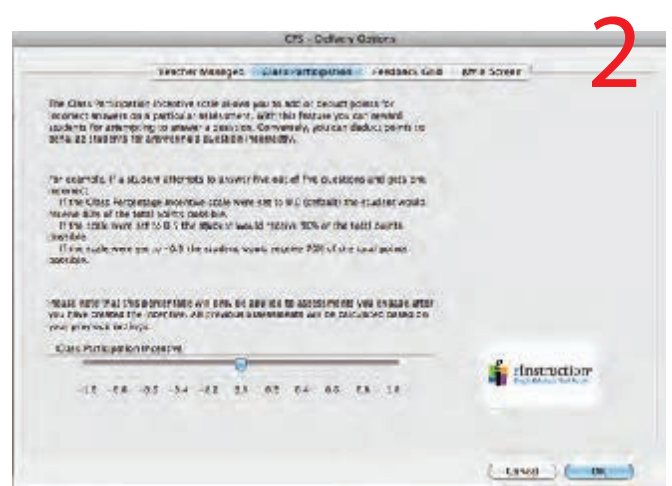 2
CPS - Delivery Options
Teacher Managed Class Participation Feedback Grid Screen
The Class Participation Incentive scale allows you to add or deduct points for
incorrect answers on a particular assessment. With this feature you can reward
students for attempting to answer a question. Conversely, you can deduct points to
penalize students for answering a question incorrectly.
For example, if a student attempts to answer five out of five questions and gets one
incorrect:
If the Class Percentage Incentive scale were set to 0.0 (default) the student would
receive 80% of the total points possible.
If the scale were set to 0.5 the student would receive 90% of the total points
possible.
If the scale were set to -0.5 the student would receive 70% of the total points
possible.
Please note that this percentage will only be applied to assessments you engage after
you have created the incentive. All previous assessments will be calculated based on
your previous settings.
Class Participation Incentive
-1.0 -0.8 -0.6 -0.4 -0.2 0.0 0.2 0.4 0.6 0.8 1.0
eInstruction
Cancel OK